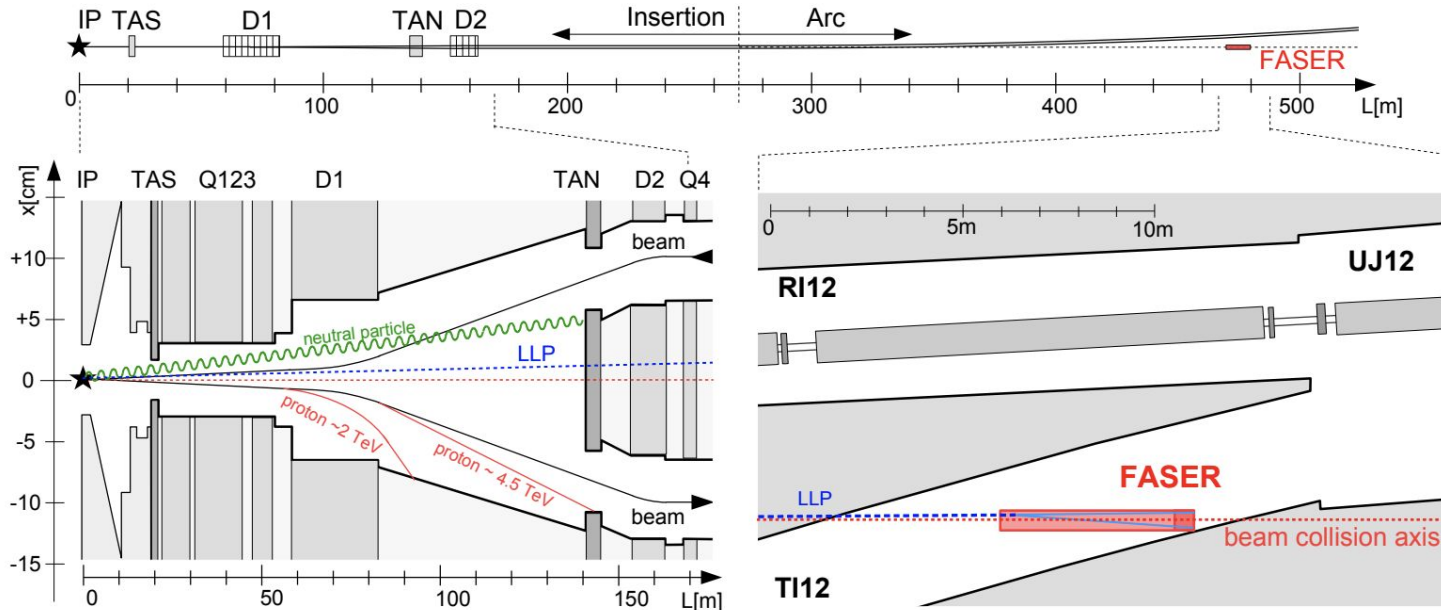 IP TAS D1 TAN D2 Insertion Arc
FASER
0 100 200 300 400 500 L[m]
x[cm] IP TAS Q123 D1 TAN D2 Q4
+10
+5
0
-5
-10
-15
beam
neutral particle
LLP
proton ~2 TeV
proton ~ 4.5 TeV
beam
0 50 100 150 L[m]
0 5m 10m
RI12
UJ12
FASER
LLP
beam collision axis
TI12